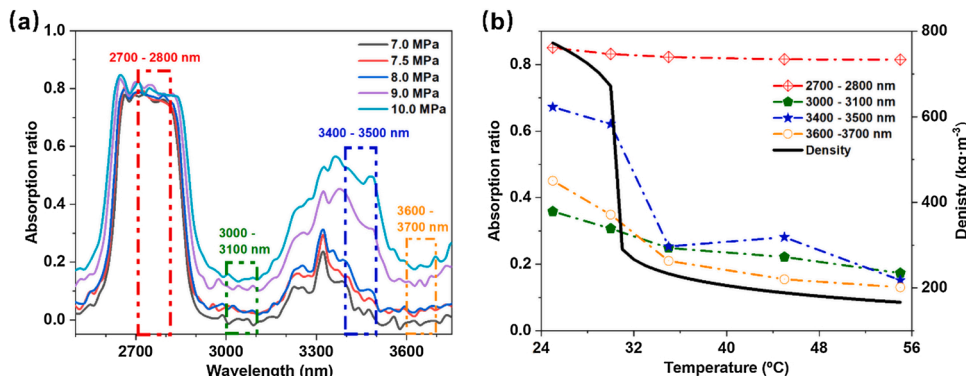 (a)
1.0
0.8
0.6
0.4
0.2
0.0
Absorption ratio
2700 - 2800 nm
7.0 MPa
7.5 MPa
8.0 MPa
9.0 MPa
10.0 MPa
3400 - 3500 nm
3000 -
3100 nm
3600 -
3700 nm
2700
3000
3300
3600
Wavelength (nm)
(b)
0.8
0.6
0.4
0.2
0.0
Absorption ratio
2700 - 2800 nm
3000 - 3100 nm
3400 - 3500 nm
3600 -3700 nm
Density
800
600
400
200
Denisty (kg·m⁻³)
24
32
40
48
56
Temperature (ºC)